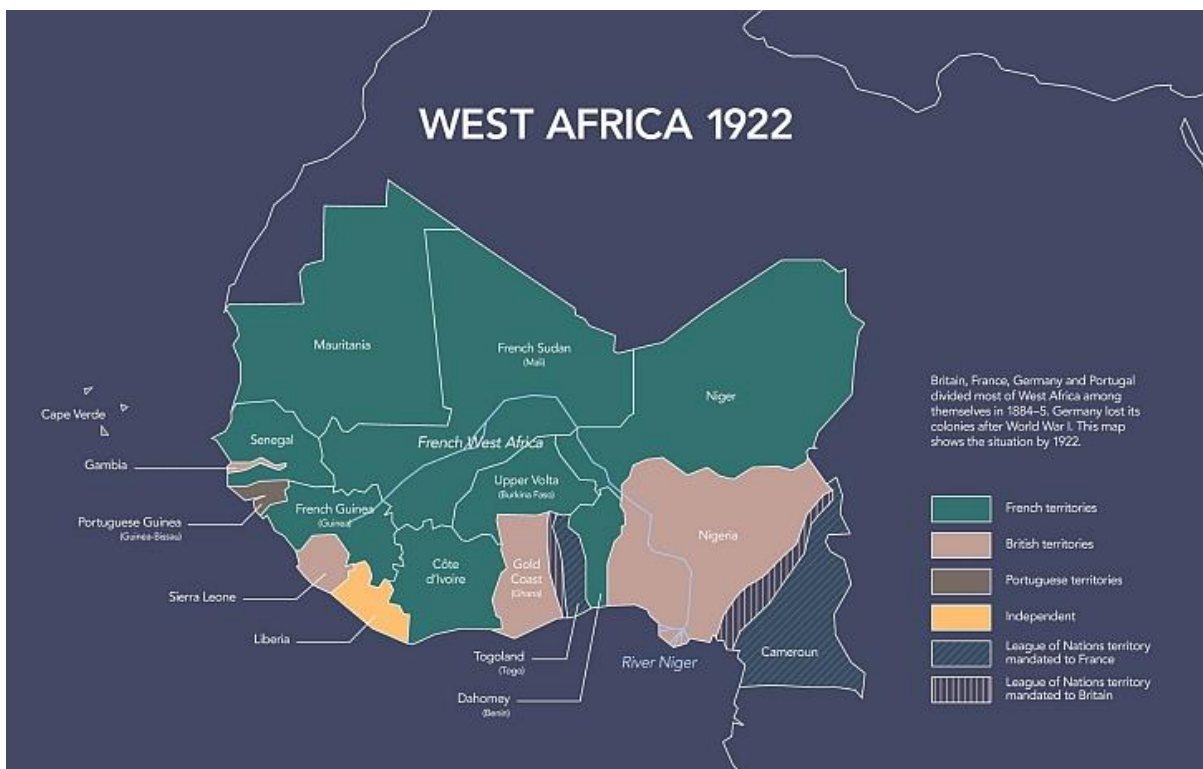 WEST AFRICA 1922
Mauritania
French Sudan
(Mali)
Niger
Cape Verde
Senegal
French West Africa
Gambia
Upper Volta
(Burkina Faso)
Portuguese Guinea
(Guinea-Bissau)
French Guinea
(Guinea)
Nigeria
Côte
d'Ivoire
Gold
Coast
(Ghana)
Sierra Leone
Liberia
Togoland
(Togo)
River Niger
Cameroun
Dahomey
(Benin)
Britain, France, Germany and Portugal
divided most of West Africa among
themselves in 1884–5. Germany lost its
colonies after World War I. This map
shows the situation by 1922.
French territories
British territories
Portuguese territories
Independent
League of Nations territory
mandated to France
League of Nations territory
mandated to Britain